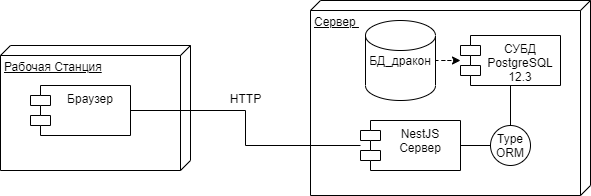 Сервер
БД_дракон
СУБД
PostgreSQL
12.3
Рабочая Станция
Браузер
HTTP
NestJS
Сервер
Type
ORM